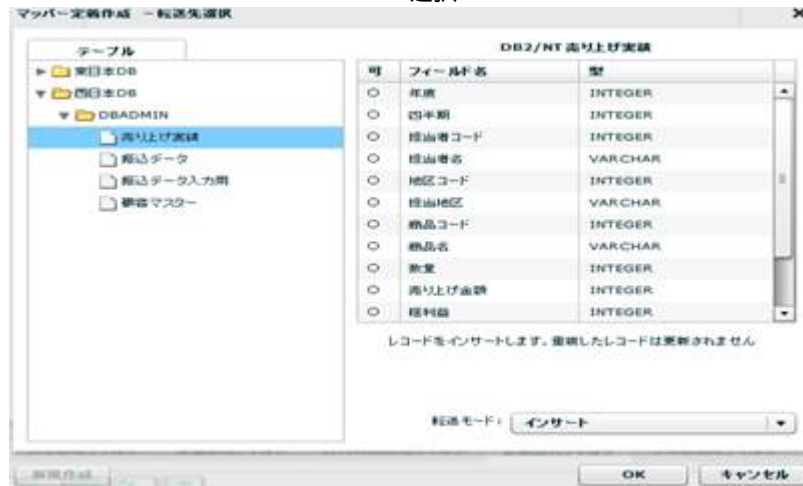 選択
マッパー定義作成 －転送先選択
テーブル
DB2/NT 売り上げ実績
東日本DB
西日本DB
DBADMIN
売り上げ実績
振込データ
振込データ入力用
マスター
可 フィールド名 型
年度 INTEGER
四半期 INTEGER
担当者コード INTEGER
担当者名 VARCHAR
地区コード INTEGER
担当地区 VARCHAR
商品コード INTEGER
商品名 VARCHAR
数量 INTEGER
売り上げ金額 INTEGER
粗利益 INTEGER
レコードをインサートします。重複したレコードは更新されません
転送モード： インサート
新規作成
OK キャンセル